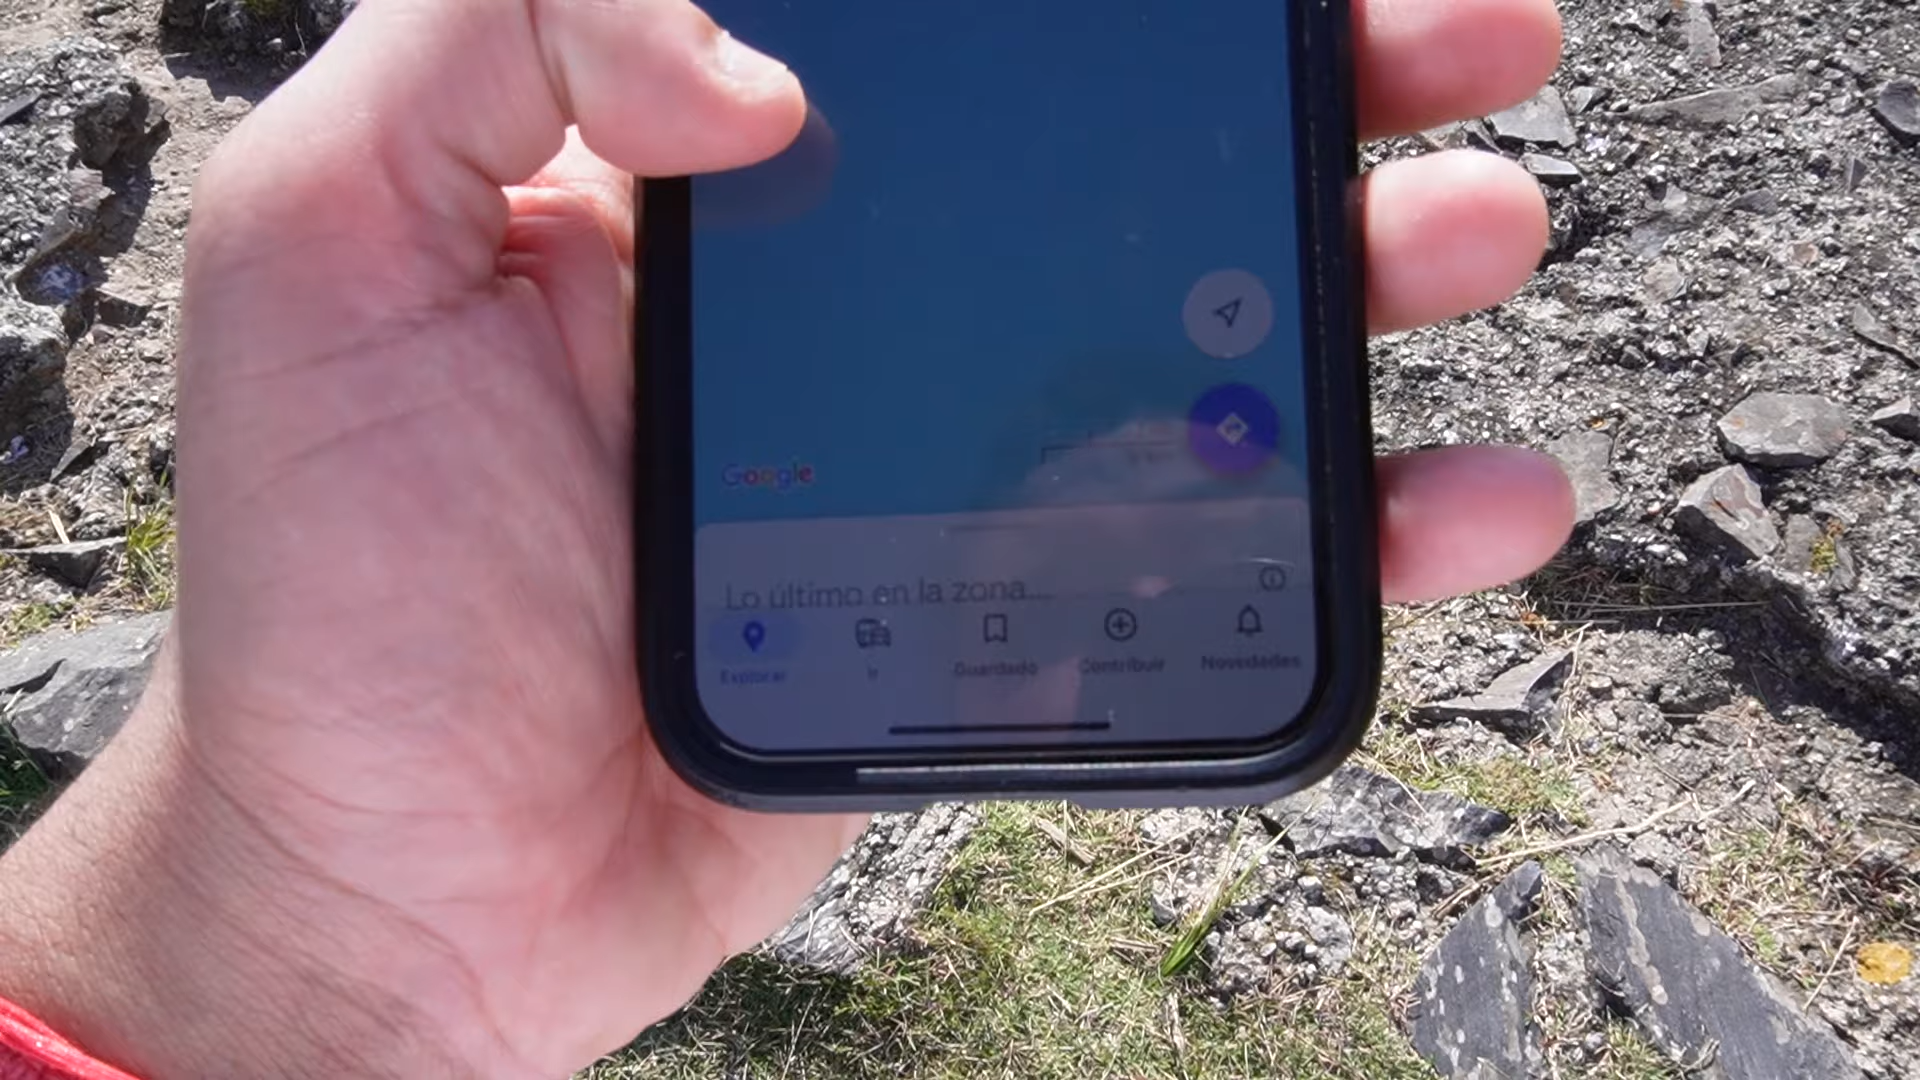 Google
Lo último en la zona...
Explorar
Ir
Guardado
Contribuir
Novedades